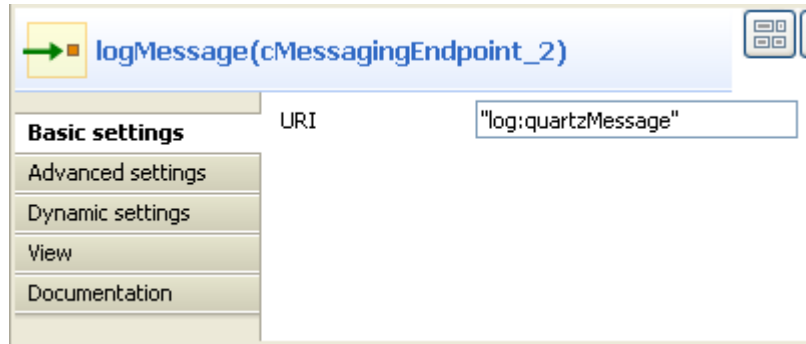 logMessage(cMessagingEndpoint_2)
Basic settings
URI
"log:quartzMessage"
Advanced settings
Dynamic settings
View
Documentation